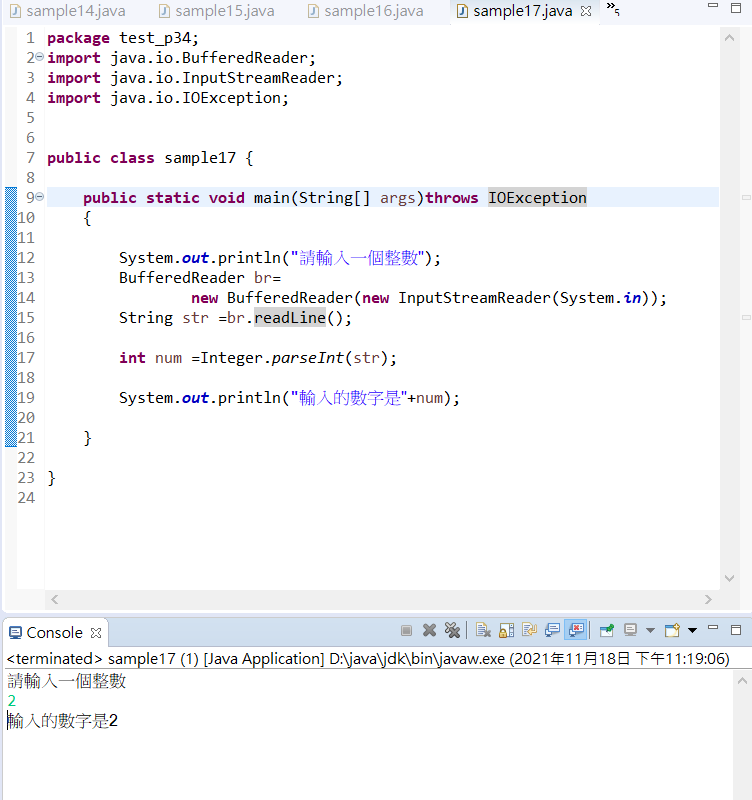 sample14.java sample15.java sample16.java sample17.java »5
1 package test_p34;
2 import java.io.BufferedReader;
3 import java.io.InputStreamReader;
4 import java.io.IOException;
5
6
7 public class sample17 {
8
9 public static void main(String[] args)throws IOException
10 {
11
12 System.out.println("請輸入一個整數");
13 BufferedReader br=
14 new BufferedReader(new InputStreamReader(System.in));
15 String str =br.readLine();
16
17 int num =Integer.parseInt(str);
18
19 System.out.println("輸入的數字是"+num);
20
21 }
22
23 }
24
Console
<terminated> sample17 (1) [Java Application] D:\java\jdk\bin\javaw.exe (2021年11月18日 下午11:19:06)
請輸入一個整數
2
輸入的數字是2